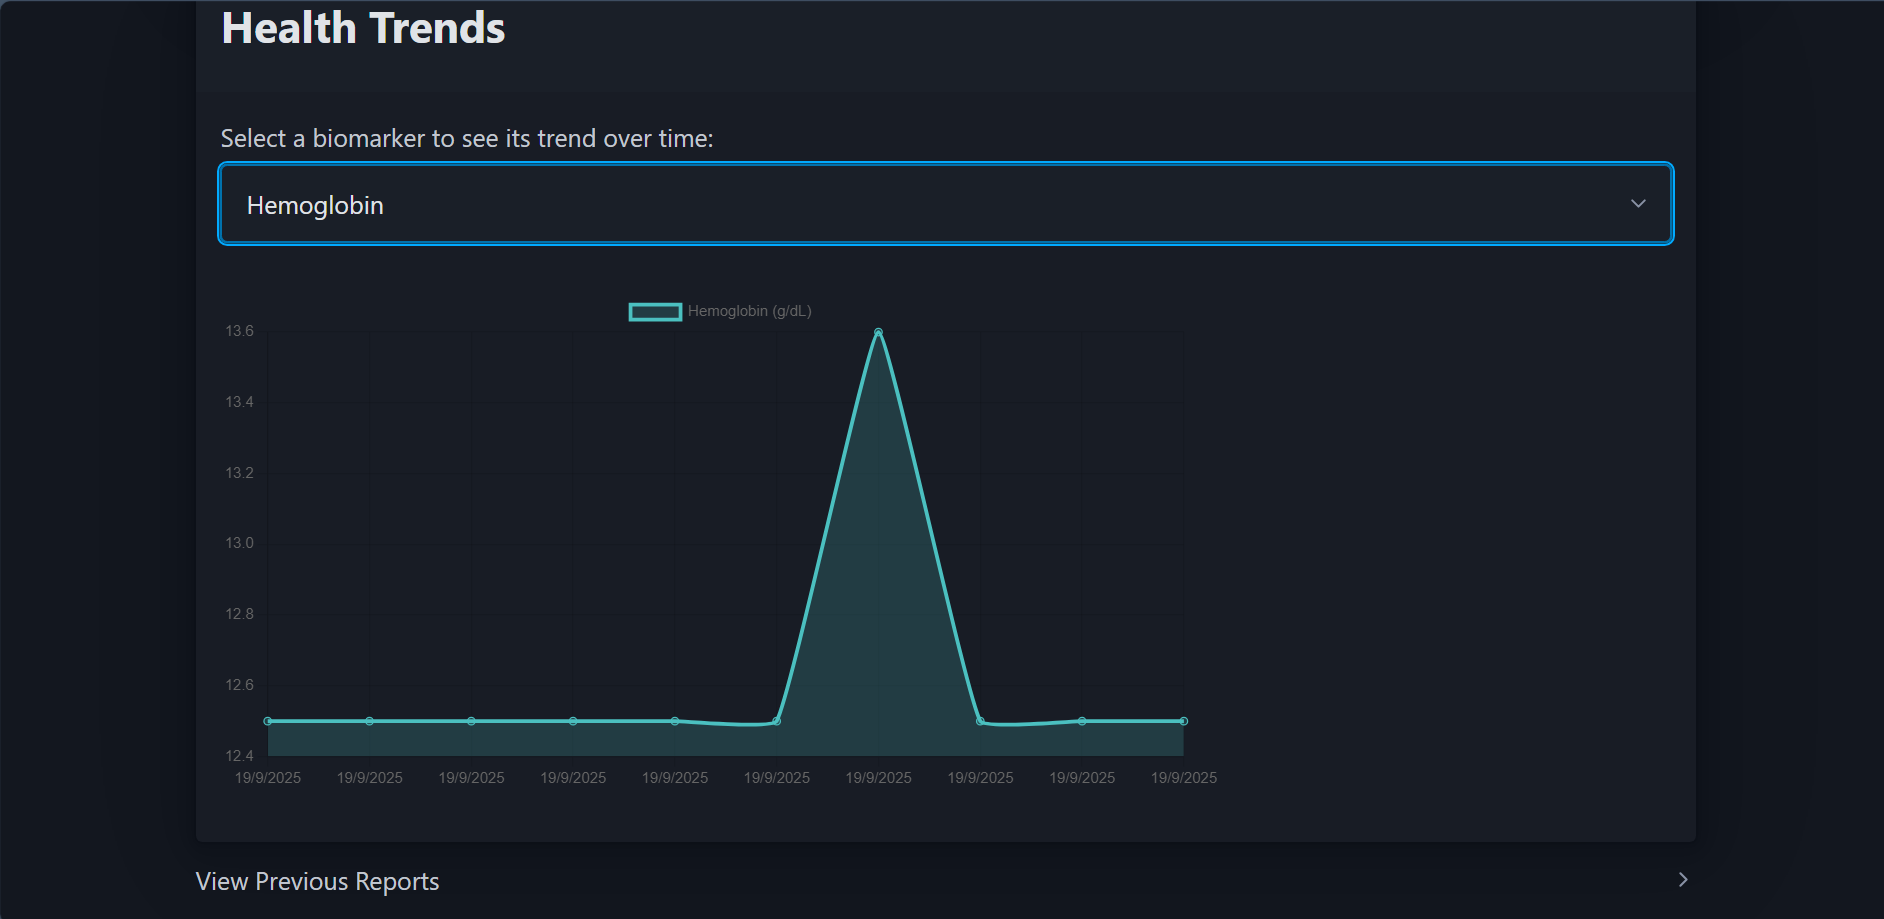 Health Trends
Select a biomarker to see its trend over time:
Hemoglobin
Hemoglobin (g/dL)
13.6
13.4
13.2
13.0
12.8
12.6
12.4
19/9/2025 19/9/2025 19/9/2025 19/9/2025 19/9/2025 19/9/2025 19/9/2025 19/9/2025 19/9/2025 19/9/2025
View Previous Reports